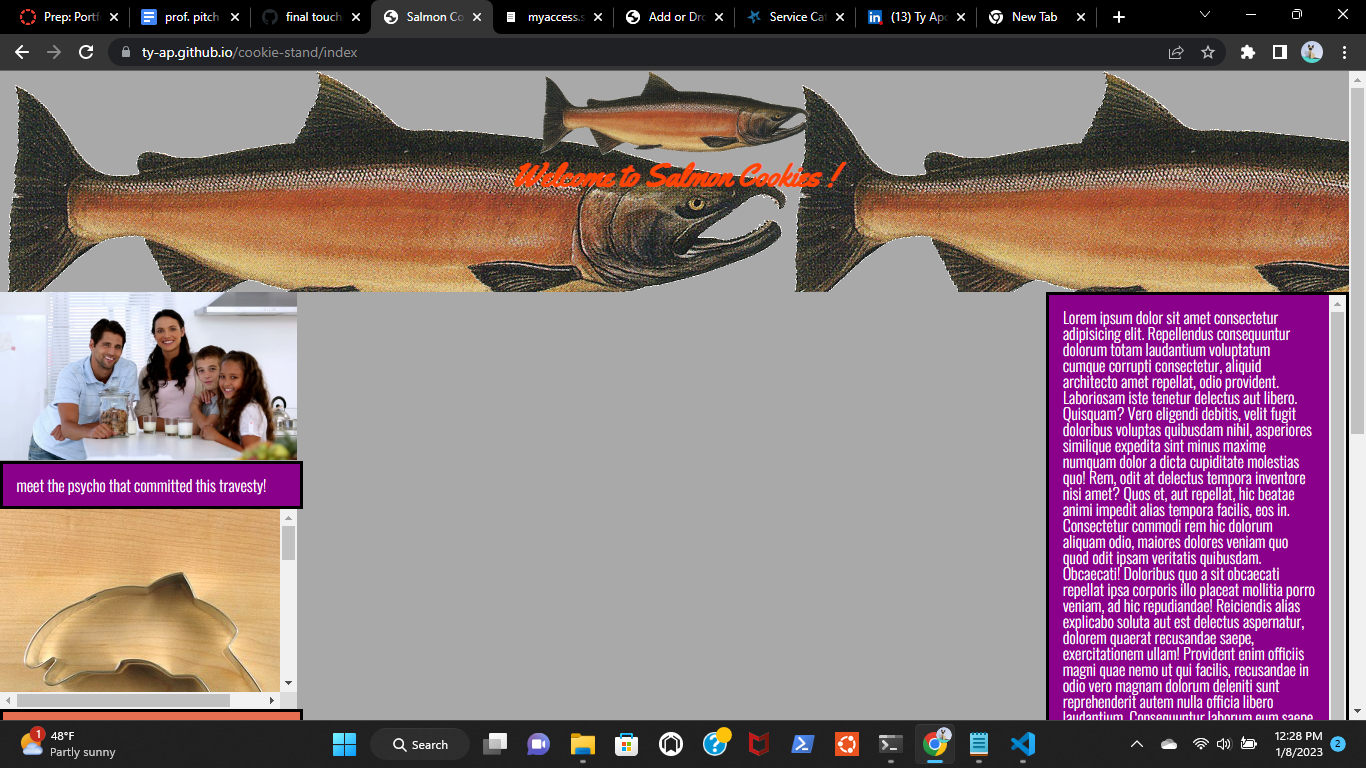 Prep: Portf
prof. pitch
final touch
Salmon Co
myaccess.s
Add or Dro
Service Cat
(13) Ty Apo
New Tab
ty-ap.github.io/cookie-stand/index
Welcome to Salmon Cookies !
meet the psycho that committed this travesty!
Lorem ipsum dolor sit amet consectetur
adipisicing elit. Repellendus consequuntur
dolorum totam laudantium voluptatum
cumque corrupti consectetur, aliquid
architecto amet repellat, odio provident.
Laboriosam iste tenetur delectus aut libero.
Quisquam? Vero eligendi debitis, velit fugit
doloribus voluptas quibusdam nihil, asperiores
similique expedita sint minus maxime
numquam dolor a dicta cupiditate molestias
quo! Rem, odit at delectus tempora inventore
nisi amet? Quos et, aut repellat, hic beatae
animi impedit alias tempora facilis, eos in.
Consectetur commodi rem hic dolorum
aliquam odio, maiores dolores veniam quo
quod odit ipsam veritatis quibusdam.
Obcaecati! Doloribus quo a sit obcaecati
repellat ipsa corporis illo placeat mollitia porro
veniam, ad hic repudiandae! Reiciendis alias
explicabo soluta aut est delectus aspernatur,
dolorem quaerat recusandae saepe,
exercitationem ullam! Provident enim officiis
magni quae nemo ut qui facilis, recusandae in
odio vero magnam dolorum deleniti sunt
reprehenderit autem nulla officia libero
laudantium. Consequuntur laborum eum saepe
1
48°F
Partly sunny
Search
12:28 PM
1/8/2023
2